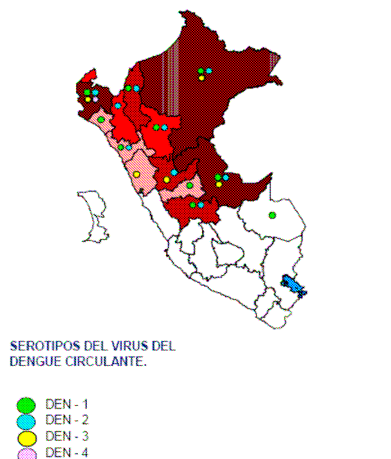 SEROTIPOS DEL VIRUS DEL
DENGUE CIRCULANTE.
DEN - 1
DEN - 2
DEN - 3
DEN - 4